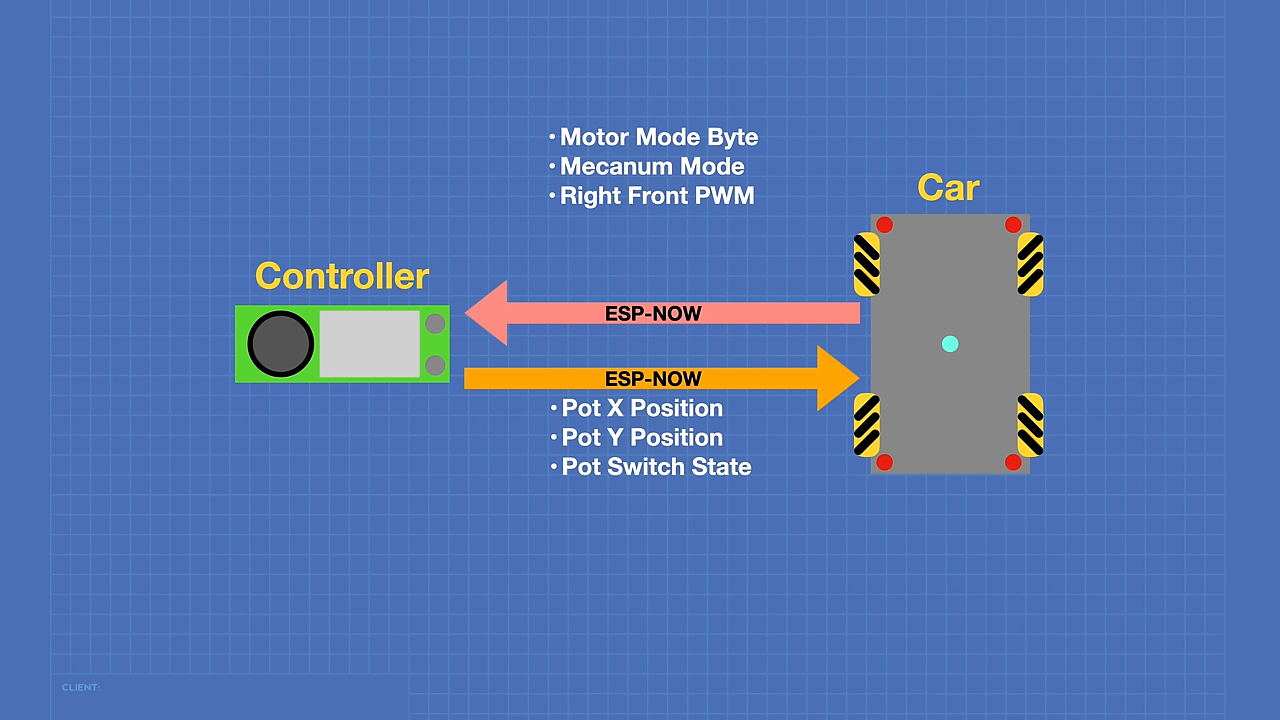 • Motor Mode Byte
• Mecanum Mode
• Right Front PWM
Car
Controller
ESP-NOW
ESP-NOW
• Pot X Position
• Pot Y Position
• Pot Switch State
CLIENT: